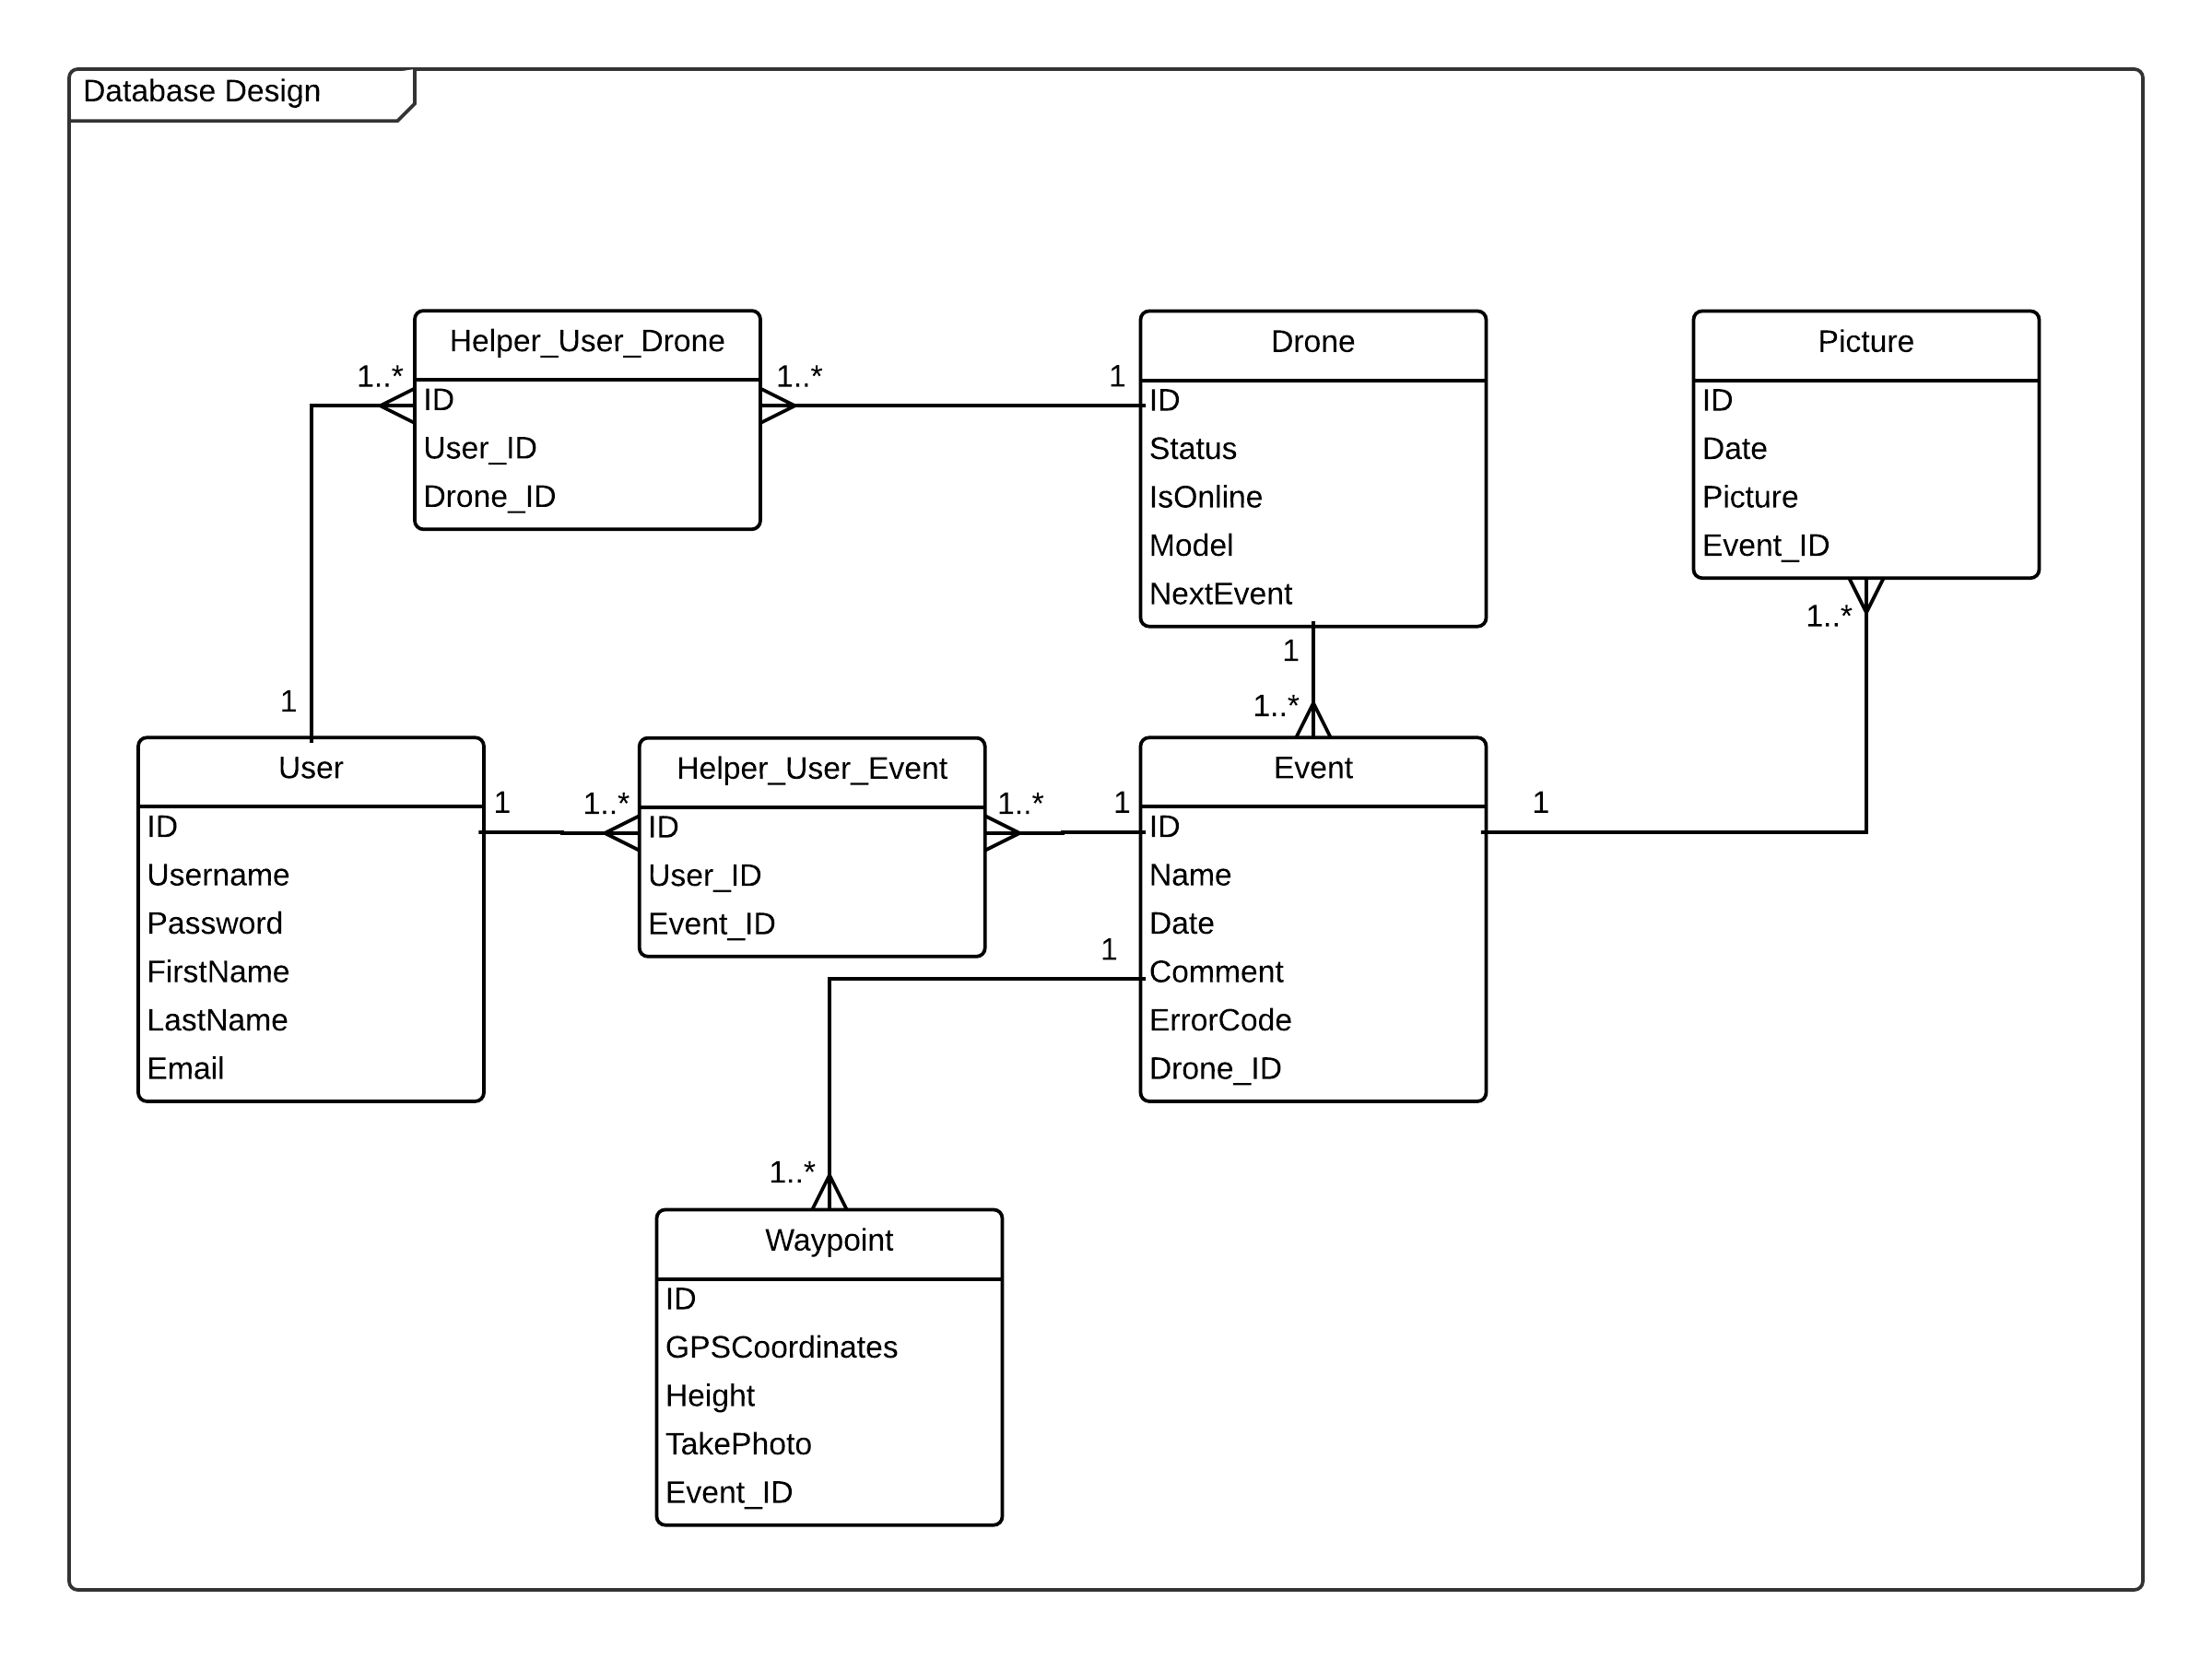 Database Design
Helper_User_Drone
1..*
ID
User_ID
Drone_ID
1..*
1
Drone
ID
Status
IsOnline
Model
NextEvent
Picture
ID
Date
Picture
Event_ID
1..*
1
1..*
1
User
ID
Username
Password
FirstName
LastName
Email
1
1..*
Helper_User_Event
ID
User_ID
Event_ID
1..*
1
Event
ID
Name
Date
Comment
ErrorCode
Drone_ID
1
1
1..*
Waypoint
ID
GPSCoordinates
Height
TakePhoto
Event_ID